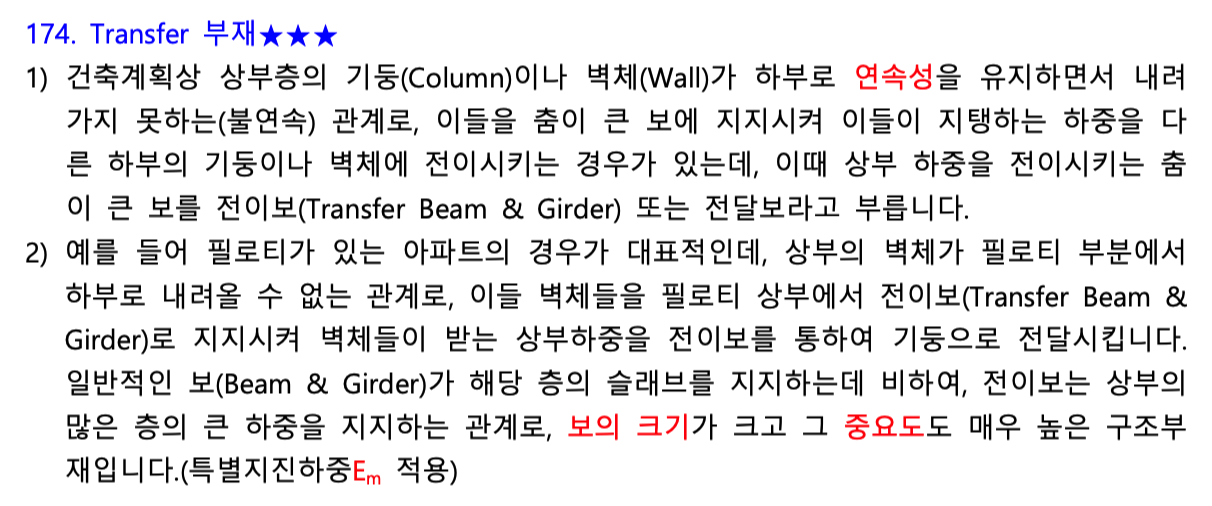 174. Transfer 부재★★★
1) 건축계획상 상부층의 기둥(Column)이나 벽체(Wall)가 하부로 연속성을 유지하면서 내려
가지 못하는(불연속) 관계로, 이들을 춤이 큰 보에 지지시켜 이들이 지탱하는 하중을 다
른 하부의 기둥이나 벽체에 전이시키는 경우가 있는데, 이때 상부 하중을 전이시키는 춤
이 큰 보를 전이보(Transfer Beam & Girder) 또는 전달보라고 부릅니다.
2) 예를 들어 필로티가 있는 아파트의 경우가 대표적인데, 상부의 벽체가 필로티 부분에서
하부로 내려올 수 없는 관계로, 이들 벽체들을 필로티 상부에서 전이보(Transfer Beam &
Girder)로 지지시켜 벽체들이 받는 상부하중을 전이보를 통하여 기둥으로 전달시킵니다.
일반적인 보(Beam & Girder)가 해당 층의 슬래브를 지지하는데 비하여, 전이보는 상부의
많은 층의 큰 하중을 지지하는 관계로, 보의 크기가 크고 그 중요도도 매우 높은 구조부
재입니다.(특별지진하중Em 적용)